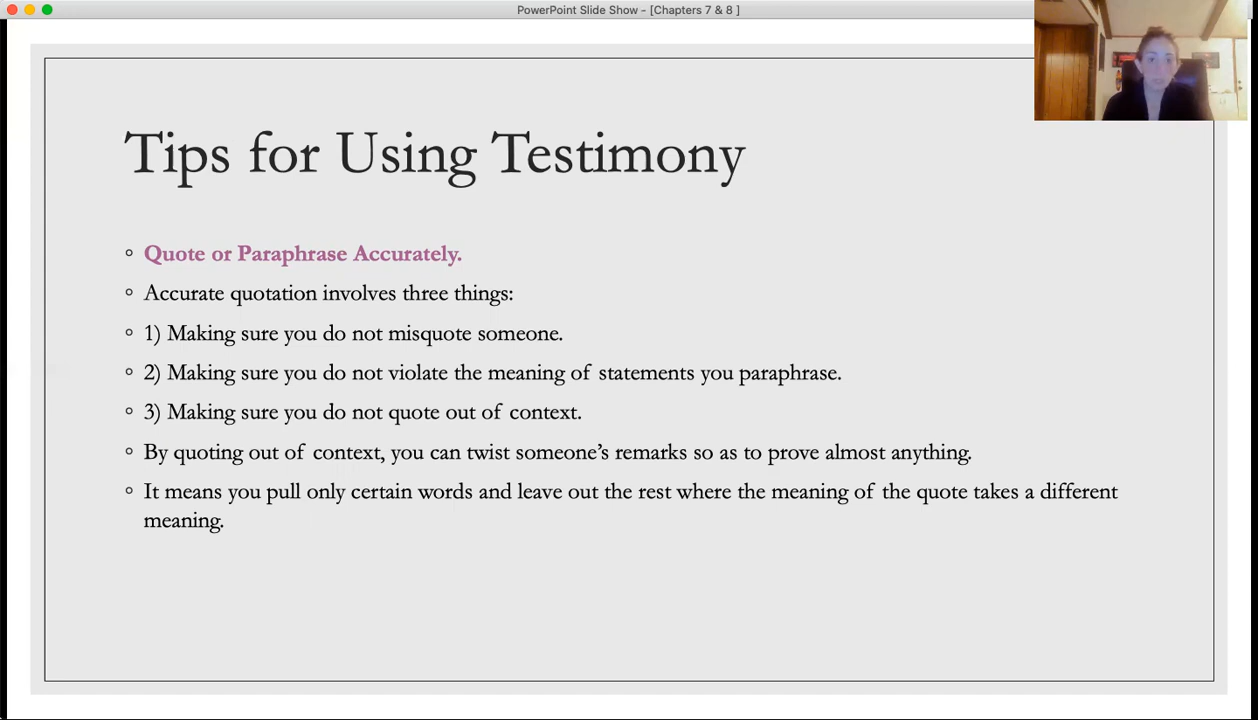 PowerPoint Slide Show - [Chapters 7 & 8 ]
Tips for Using Testimony
Quote or Paraphrase Accurately.
Accurate quotation involves three things:
1) Making sure you do not misquote someone.
2) Making sure you do not violate the meaning of statements you paraphrase.
3) Making sure you do not quote out of context.
By quoting out of context, you can twist someone’s remarks so as to prove almost anything.
It means you pull only certain words and leave out the rest where the meaning of the quote takes a different
meaning.